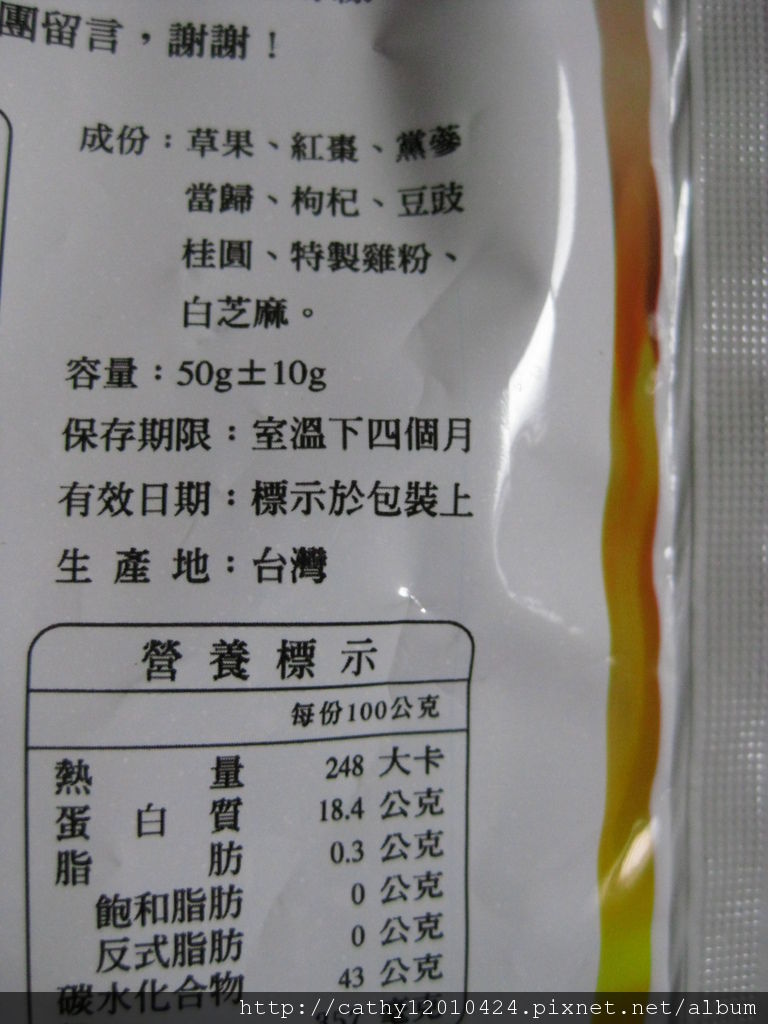 團留言，謝謝！
成份：草果、紅棗、黨蔘
當歸、枸杞、豆豉
桂圓、特製雞粉、
白芝麻。
容量：50g±10g
保存期限：室溫下四個月
有效日期：標示於包裝上
生產地：台灣
營養標示
每份100公克
熱量 248 大卡
蛋白質 18.4 公克
脂肪 0.3 公克
飽和脂肪 0 公克
反式脂肪 0 公克
碳水化合物 43 公克
http://cathy12010424.pixnet.net/album